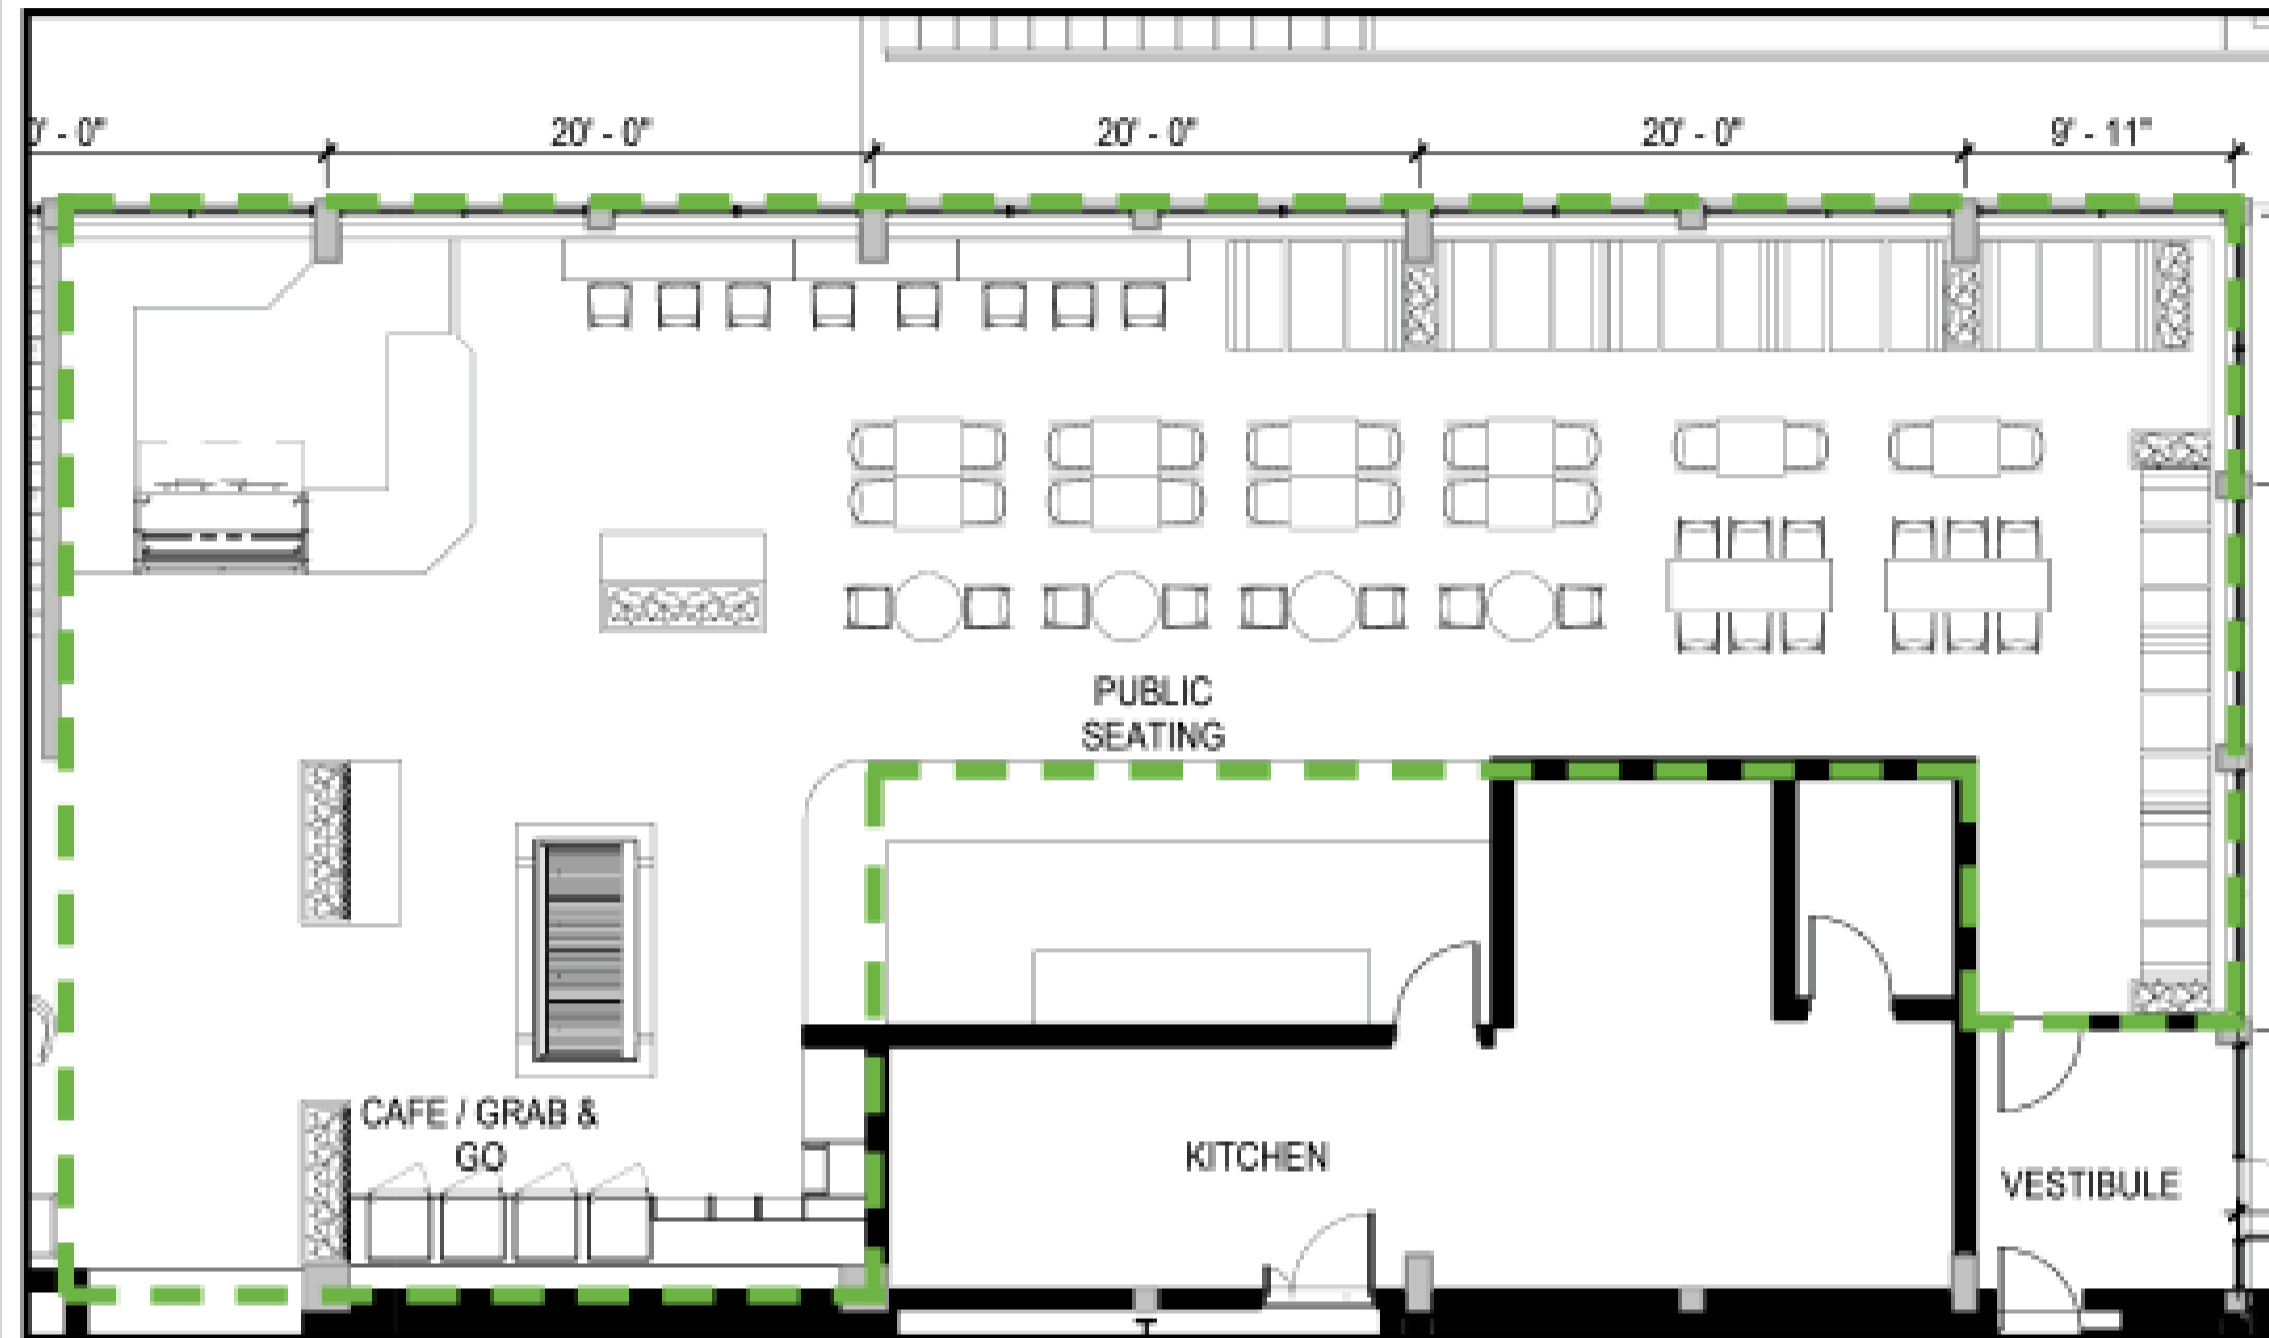 0' - 0"
20' - 0"
20' - 0"
20' - 0"
9' - 11"
PUBLIC
SEATING
CAFE / GRAB &
GO
KITCHEN
VESTIBULE